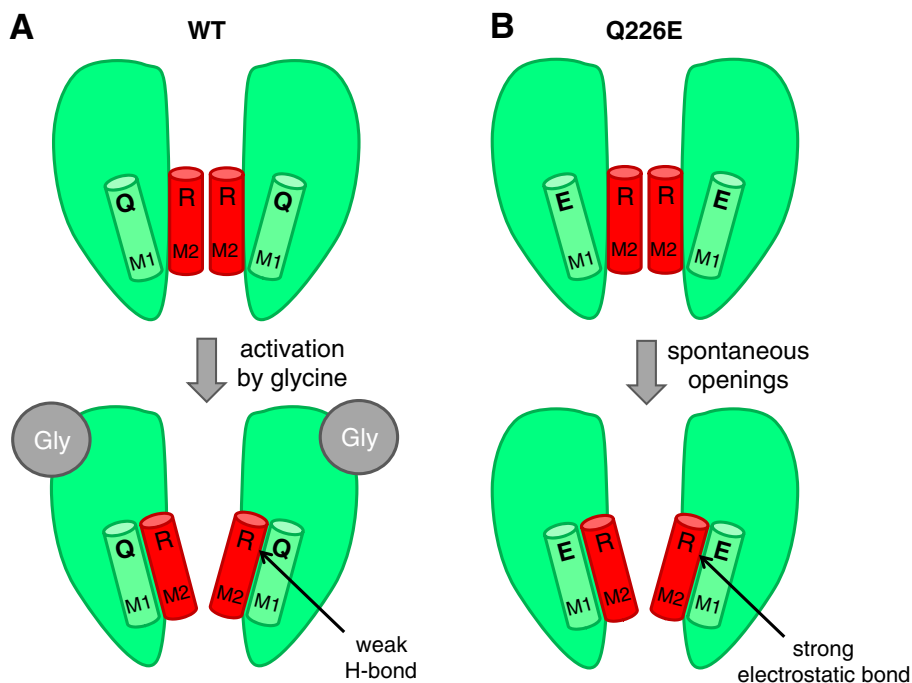 A
WT
Q
R
R
Q
M1
M2
M2
M1
activation
by glycine
Gly
Gly
Q
R
R
Q
M1
M2
M2
M1
weak
H-bond
B
Q226E
E
R
R
E
M1
M2
M2
M1
spontaneous
openings
E
R
R
E
M1
M2
M2
M1
strong
electrostatic bond